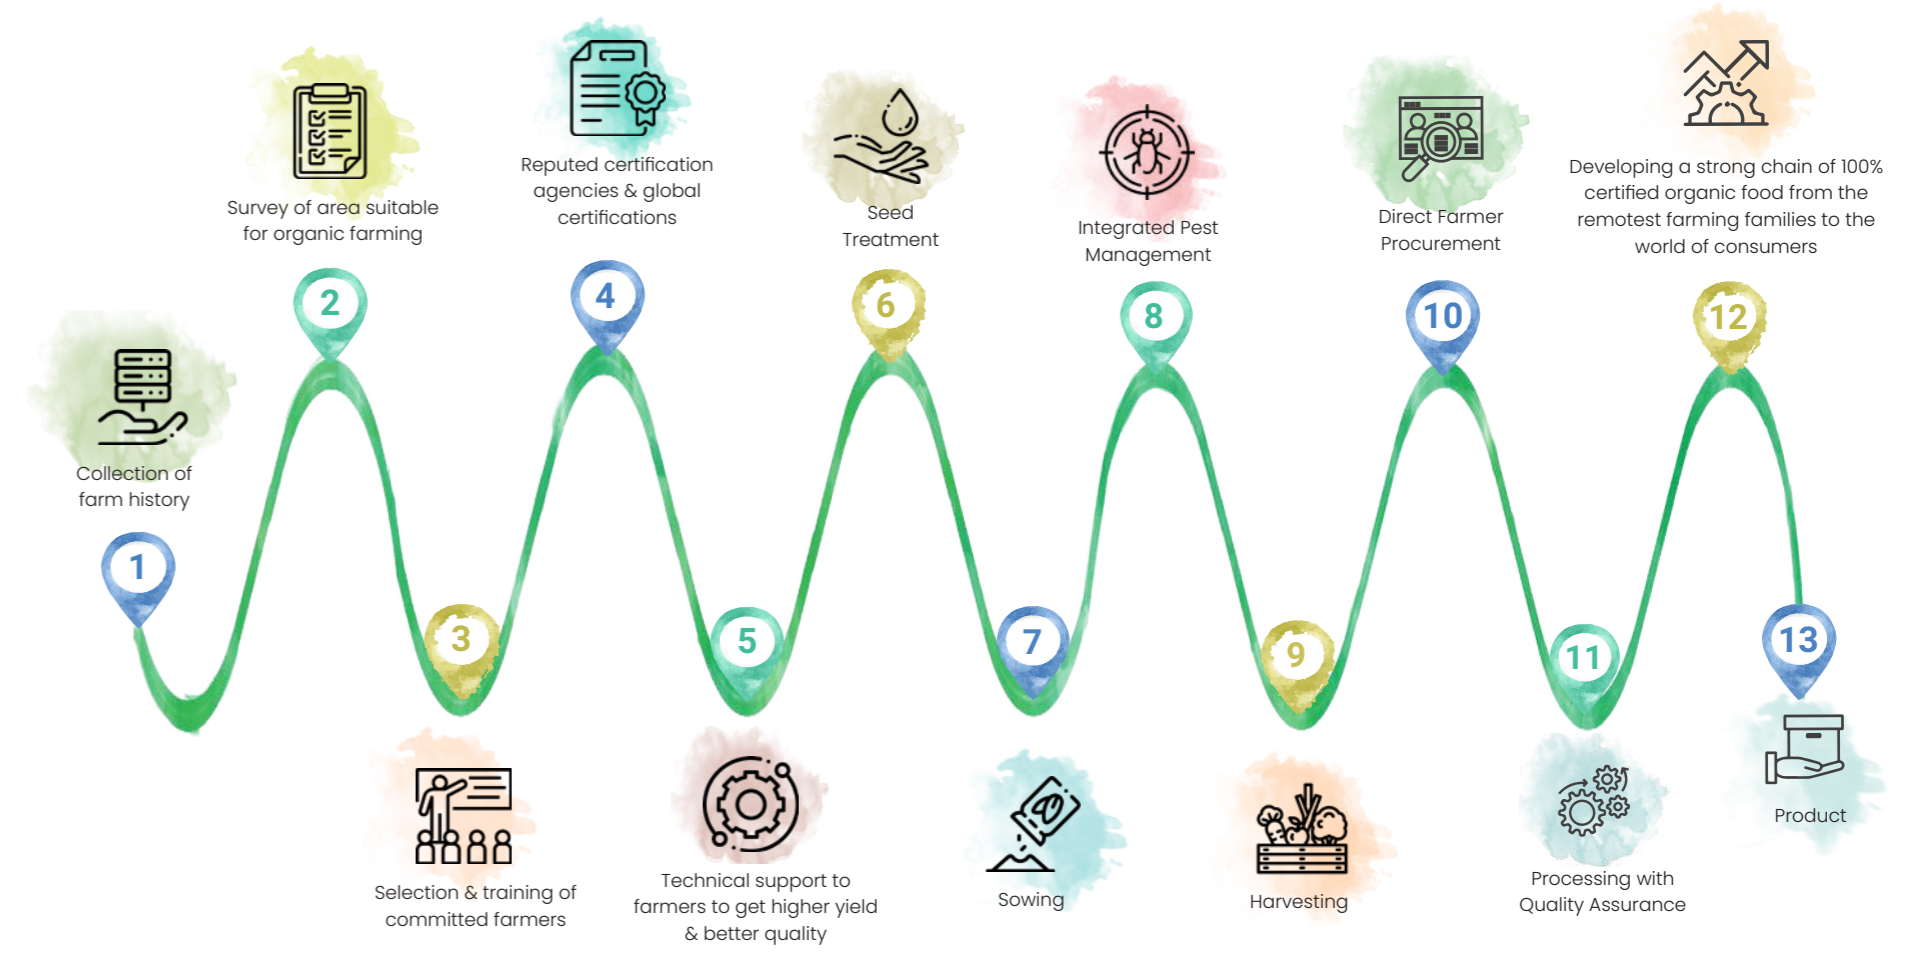 1
Collection of
farm history
2
Survey of area suitable
for organic farming
3
Selection & training of
committed farmers
4
Reputed certification
agencies & global
certifications
5
Technical support to
farmers to get higher yield
& better quality
6
Seed
Treatment
7
Sowing
8
Integrated Pest
Management
9
Harvesting
10
Direct Farmer
Procurement
11
Processing with
Quality Assurance
12
Developing a strong chain of 100%
certified organic food from the
remotest farming families to the
world of consumers
13
Product